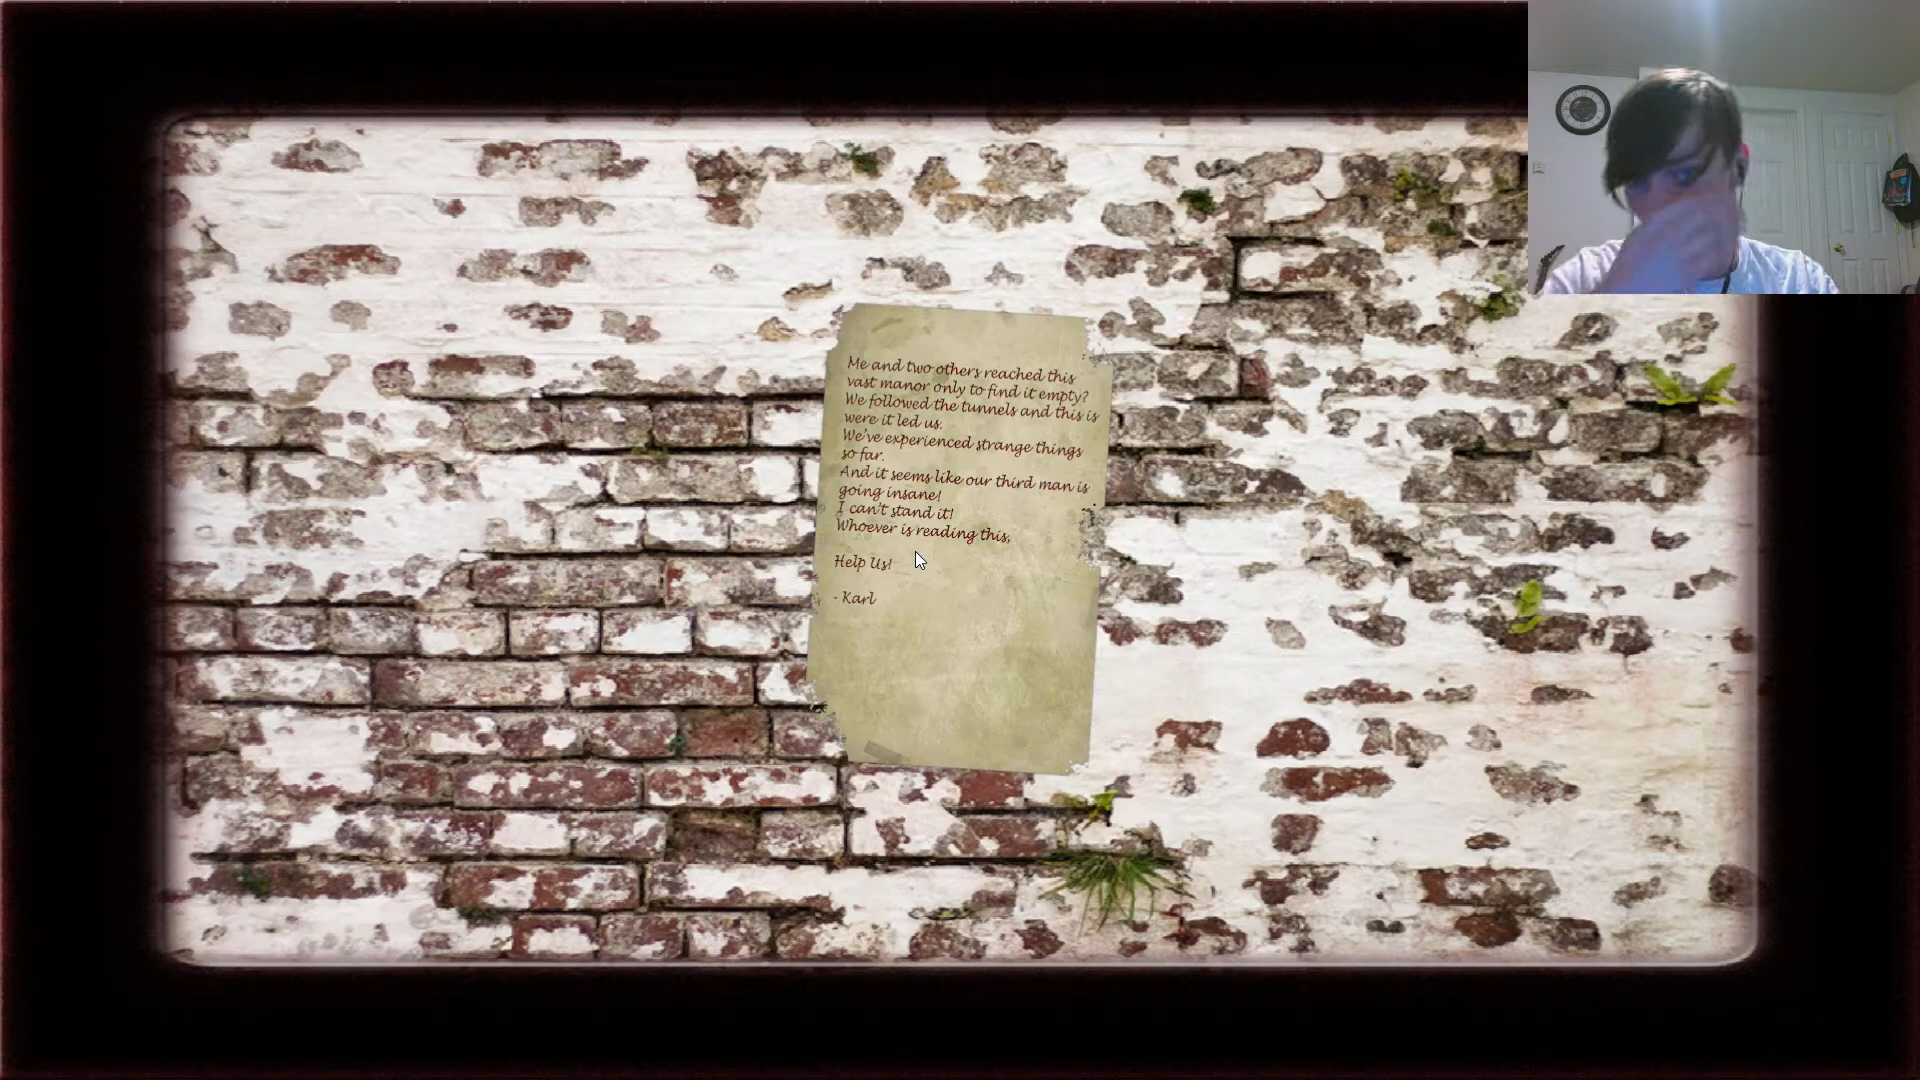 Me and two others reached this
vast manor only to find it empty?
We followed the tunnels and this is
were it led us.
We've experienced strange things
so far.
And it seems like our third man is
going insane!
I can't stand it!
Whoever is reading this,
Help Us!
- Karl